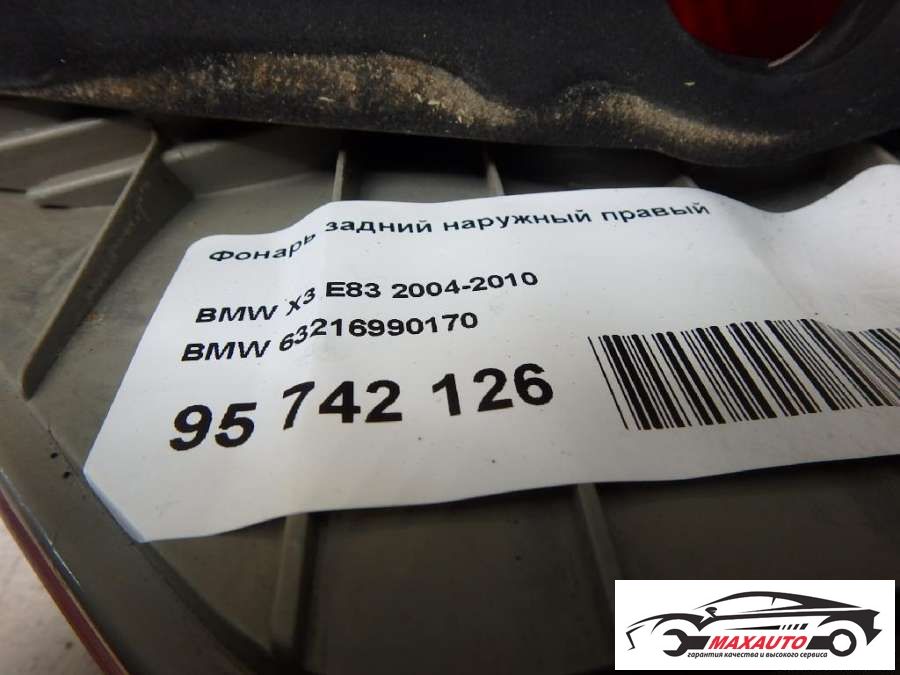 Фонарь задний наружный правый
BMW X3 E83 2004-2010
BMW 63216990170
95 742 126
MAXAUTO
гарантия качества и высокого сервиса